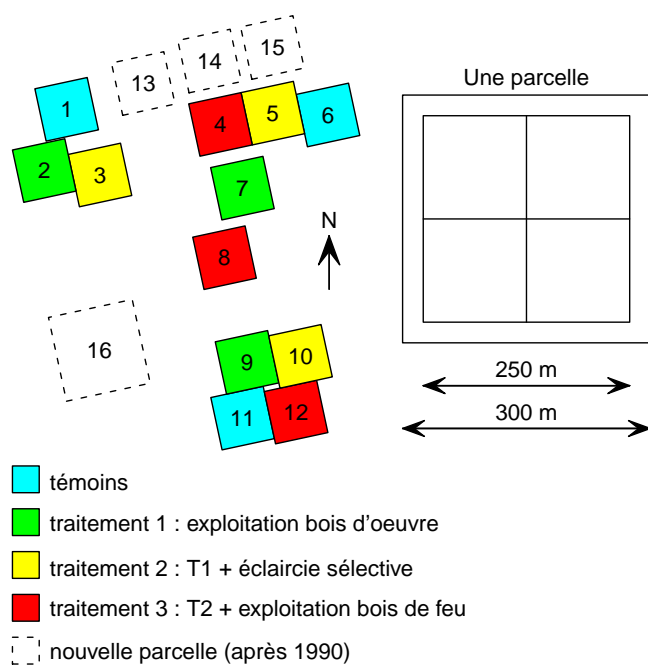 15
14
13
Une parcelle
1
4
5
6
2
3
7
N
8
16
9
10
11
12
250 m
300 m
témoins
traitement 1 : exploitation bois d'oeuvre
traitement 2 : T1 + éclaircie sélective
traitement 3 : T2 + exploitation bois de feu
nouvelle parcelle (après 1990)